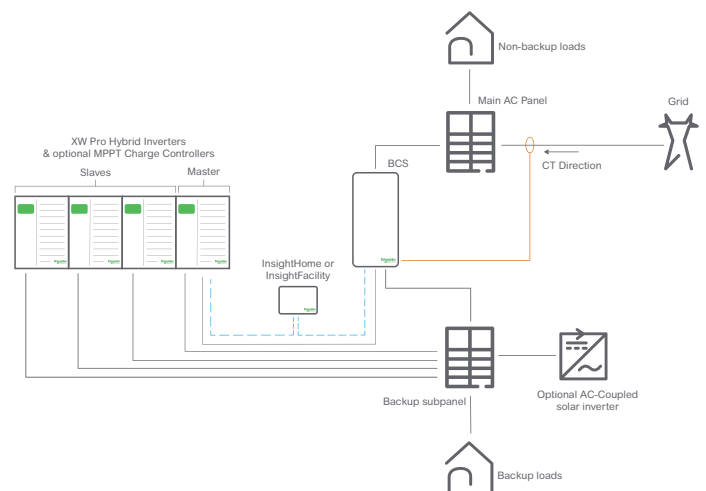 Non-backup loads
Main AC Panel
Grid
XW Pro Hybrid Inverters
& optional MPPT Charge Controllers
Slaves
Master
BCS
CT Direction
InsightHome or
InsightFacility
Backup subpanel
Optional AC-Coupled
solar inverter
Backup loads